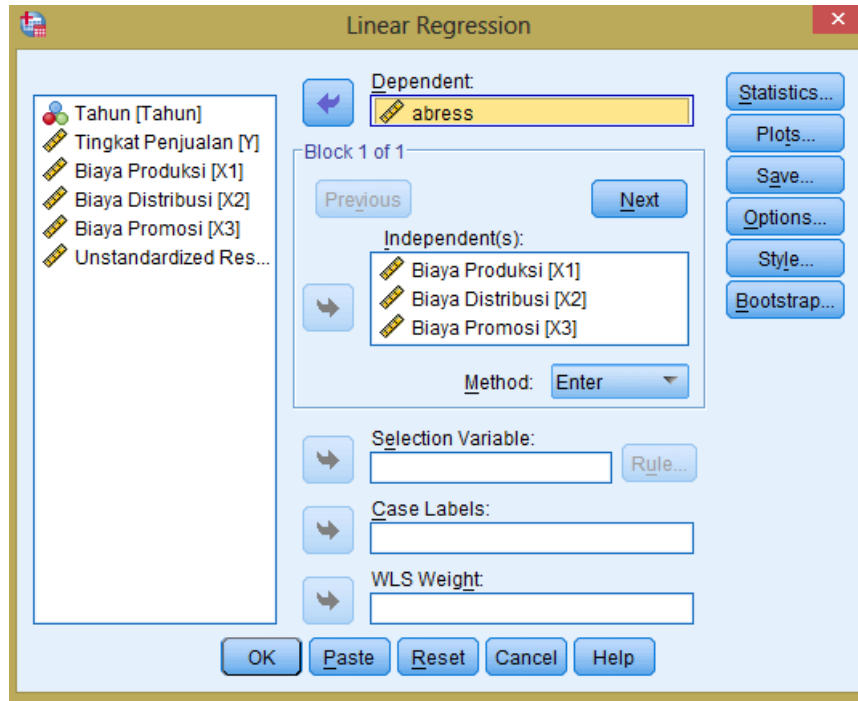 Linear Regression
Tahun [Tahun]
Tingkat Penjualan [Y]
Biaya Produksi [X1]
Biaya Distribusi [X2]
Biaya Promosi [X3]
Unstandardized Res...
Dependent:
abress
Block 1 of 1
Previous
Next
Independent(s):
Biaya Produksi [X1]
Biaya Distribusi [X2]
Biaya Promosi [X3]
Method: Enter
Selection Variable:
Rule...
Case Labels:
WLS Weight:
Statistics...
Plots...
Save...
Options...
Style...
Bootstrap...
OK Paste Reset Cancel Help